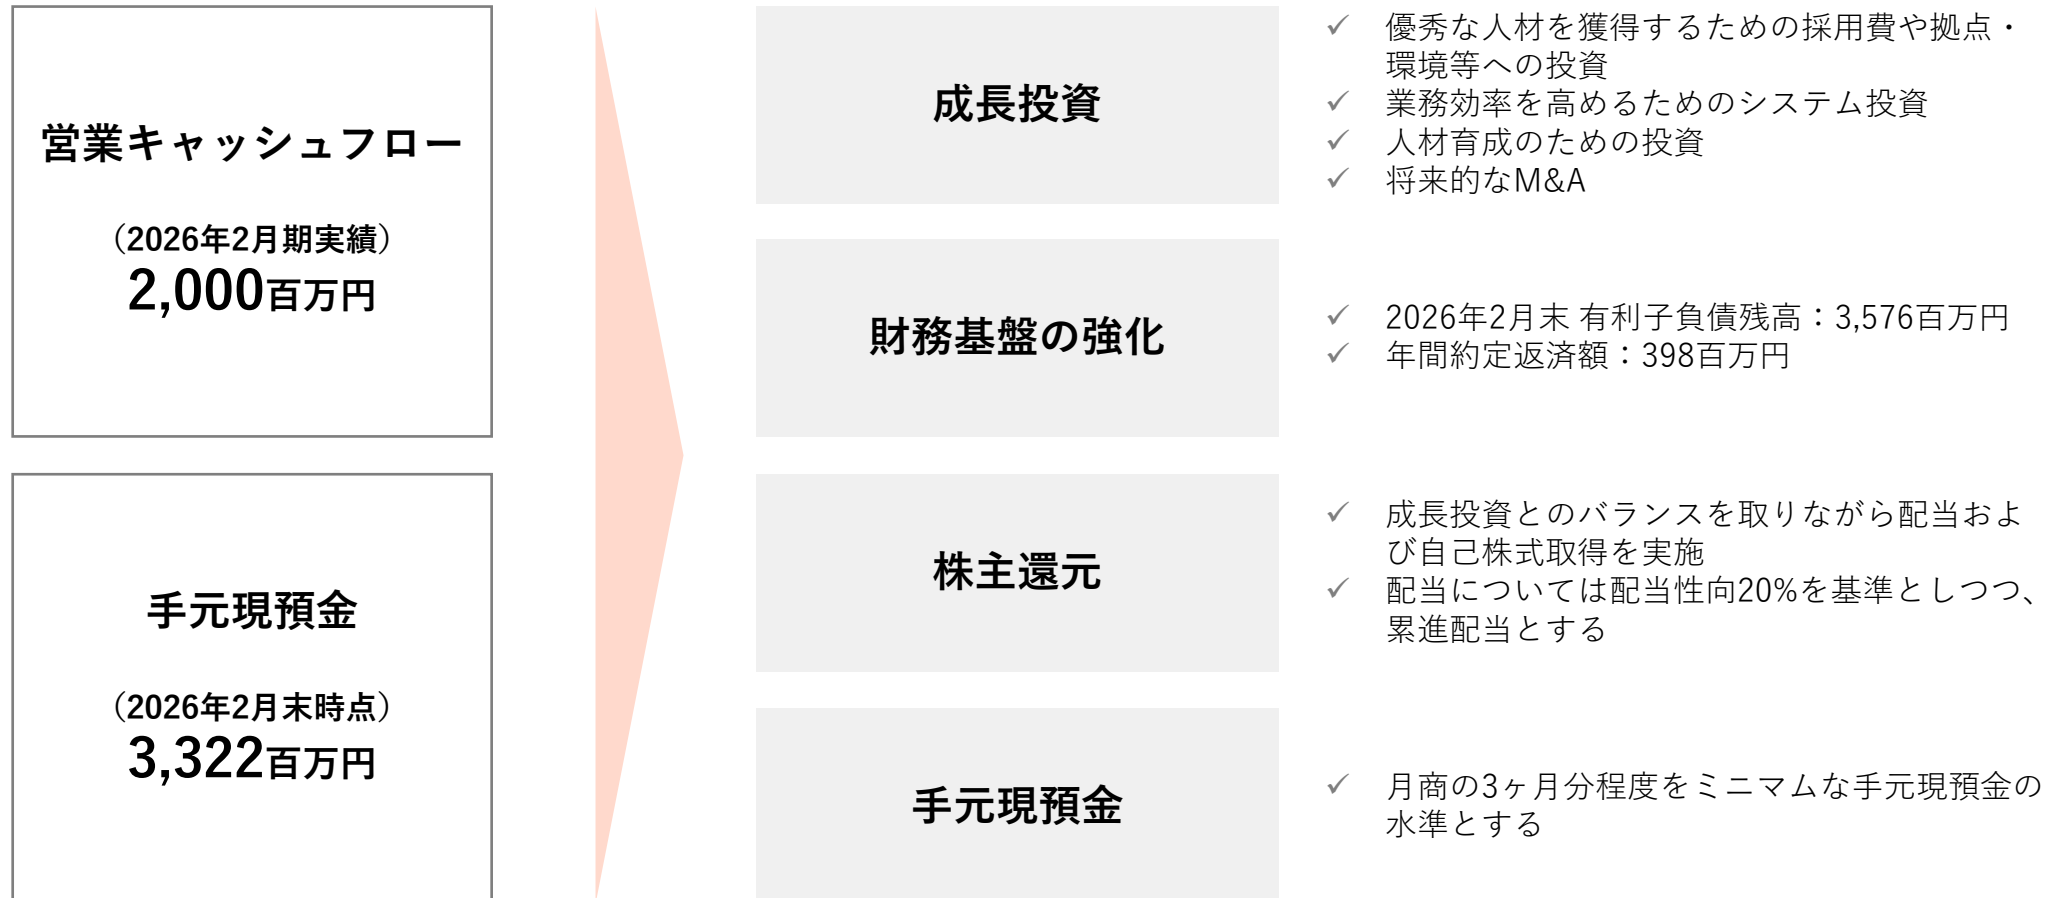 営業キャッシュフロー
（2026年2月期実績）
2,000百万円
手元現預金
（2026年2月末時点）
3,322百万円
成長投資
✓ 優秀な人材を獲得するための採用費や拠点・
環境等への投資
✓ 業務効率を高めるためのシステム投資
✓ 人材育成のための投資
✓ 将来的なM&A
財務基盤の強化
✓ 2026年2月末 有利子負債残高：3,576百万円
✓ 年間約定返済額：398百万円
株主還元
✓ 成長投資とのバランスを取りながら配当およ
び自己株式取得を実施
✓ 配当については配当性向20%を基準としつつ、
累進配当とする
手元現預金
✓ 月商の3ヶ月分程度をミニマムな手元現預金の
水準とする